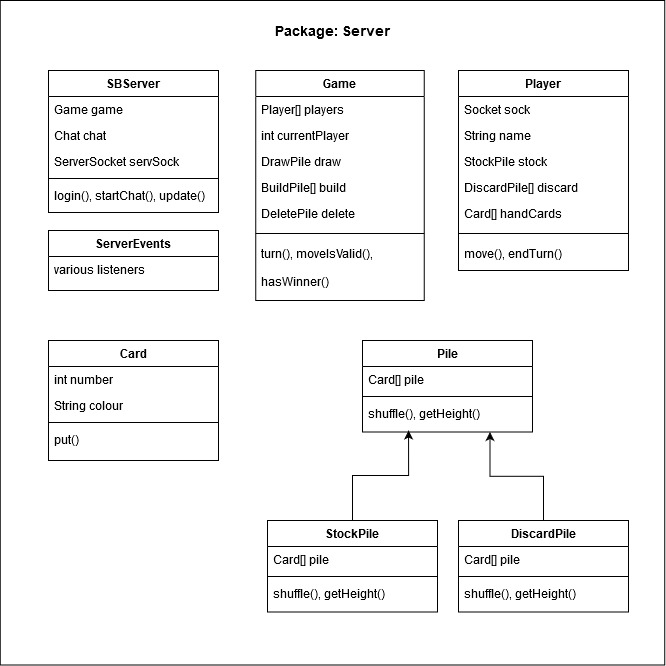 Package: Server
SBServer
Game game
Chat chat
ServerSocket servSock
login(), startChat(), update()
Game
Player[] players
int currentPlayer
DrawPile draw
BuildPile[] build
DeletePile delete
turn(), moveIsValid(),
hasWinner()
Player
Socket sock
String name
StockPile stock
DiscardPile[] discard
Card[] handCards
move(), endTurn()
ServerEvents
various listeners
Card
int number
String colour
put()
Pile
Card[] pile
shuffle(), getHeight()
StockPile
Card[] pile
shuffle(), getHeight()
DiscardPile
Card[] pile
shuffle(), getHeight()